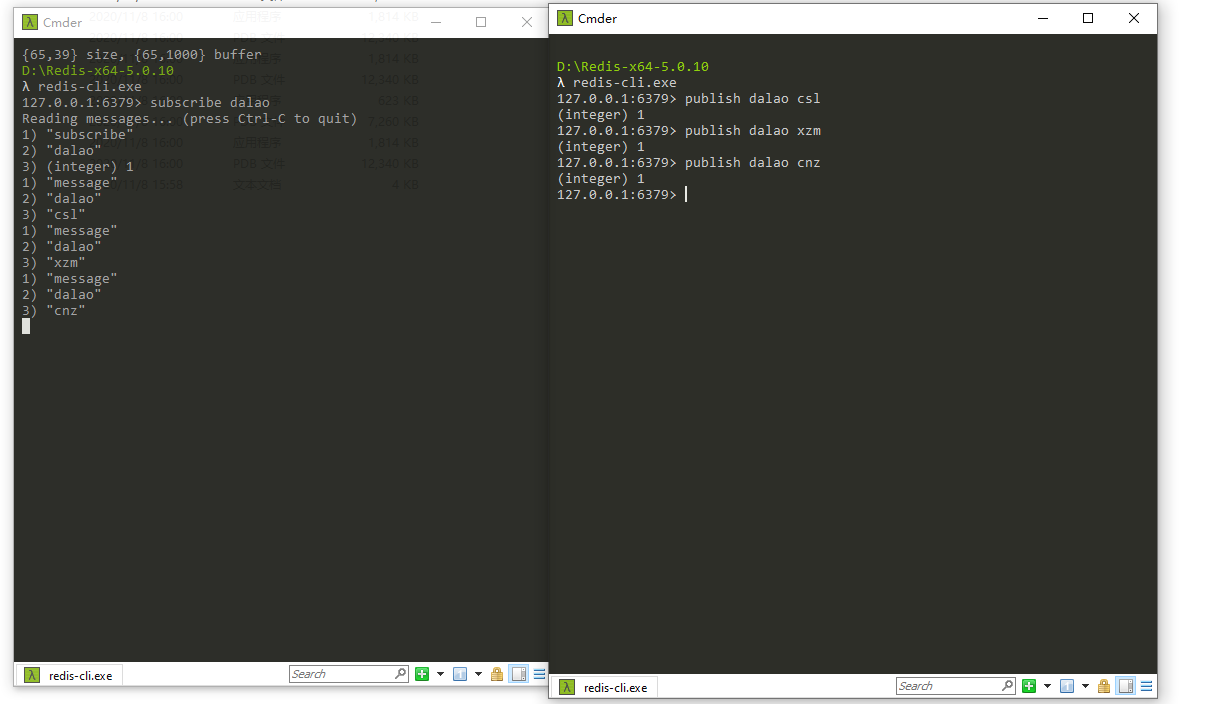 Cmder
{65,39} size, {65,1000} buffer
D:\Redis-x64-5.0.10
λ redis-cli.exe
127.0.0.1:6379> subscribe dalao
Reading messages... (press Ctrl-C to quit)
1) "subscribe"
2) "dalao"
3) (integer) 1
1) "message"
2) "dalao"
3) "csl"
1) "message"
2) "dalao"
3) "xzm"
1) "message"
2) "dalao"
3) "cnz"
redis-cli.exe
Search
Cmder
D:\Redis-x64-5.0.10
λ redis-cli.exe
127.0.0.1:6379> publish dalao csl
(integer) 1
127.0.0.1:6379> publish dalao xzm
(integer) 1
127.0.0.1:6379> publish dalao cnz
(integer) 1
127.0.0.1:6379>
redis-cli.exe
Search